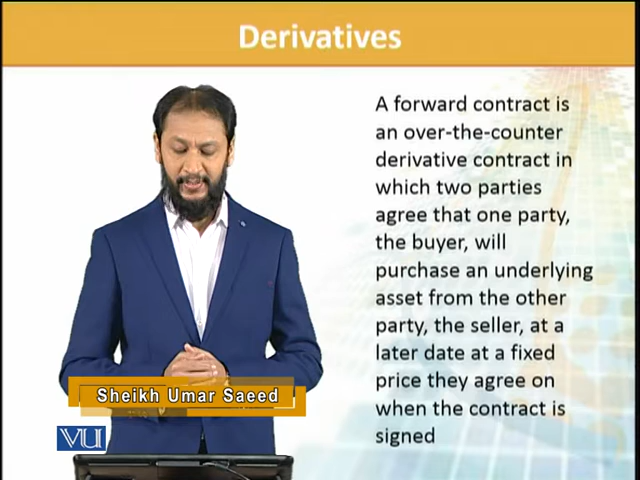 Derivatives
A forward contract is
an over-the-counter
derivative contract in
which two parties
agree that one party,
the buyer, will
purchase an underlying
asset from the other
party, the seller, at a
later date at a fixed
price they agree on
when the contract is
signed
Sheikh Umar Saeed
VU